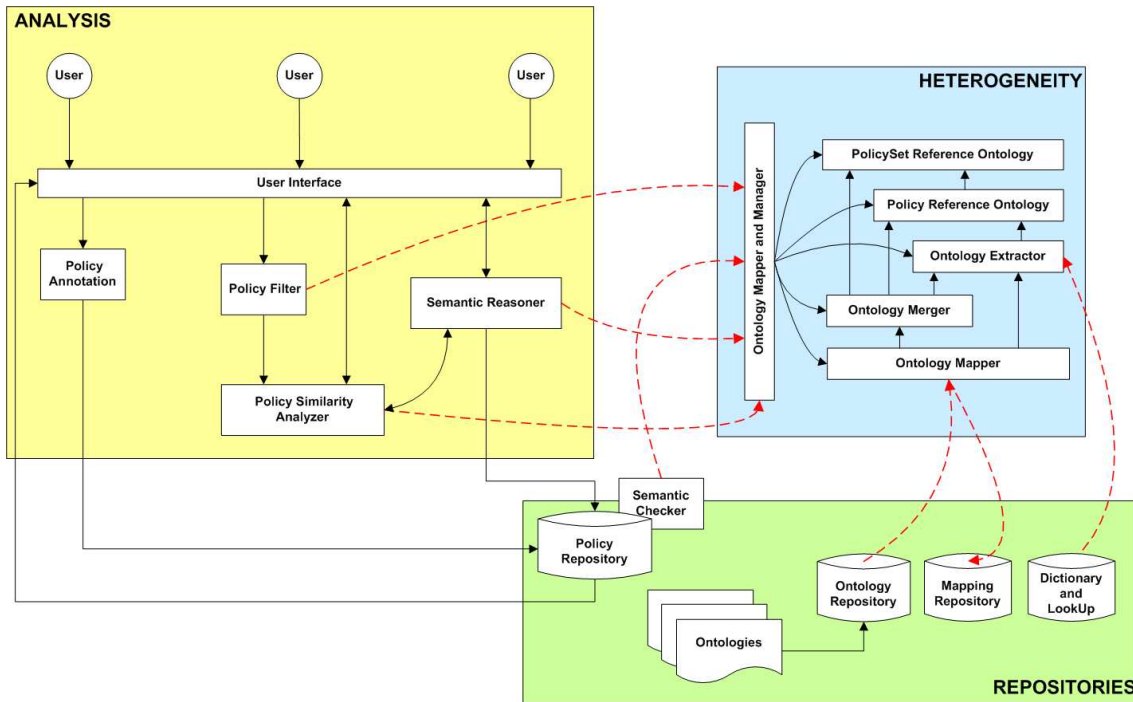 ANALYSIS
User
User
User
User Interface
Policy
Annotation
Policy Filter
Semantic Reasoner
Policy Similarity
Analyzer
HETEROGENEITY
Ontology Mapper and Manager
PolicySet Reference Ontology
Policy Reference Ontology
Ontology Extractor
Ontology Merger
Ontology Mapper
Semantic
Checker
Policy
Repository
Ontologies
Ontology
Repository
Mapping
Repository
Dictionary
and
LookUp
REPOSITORIES